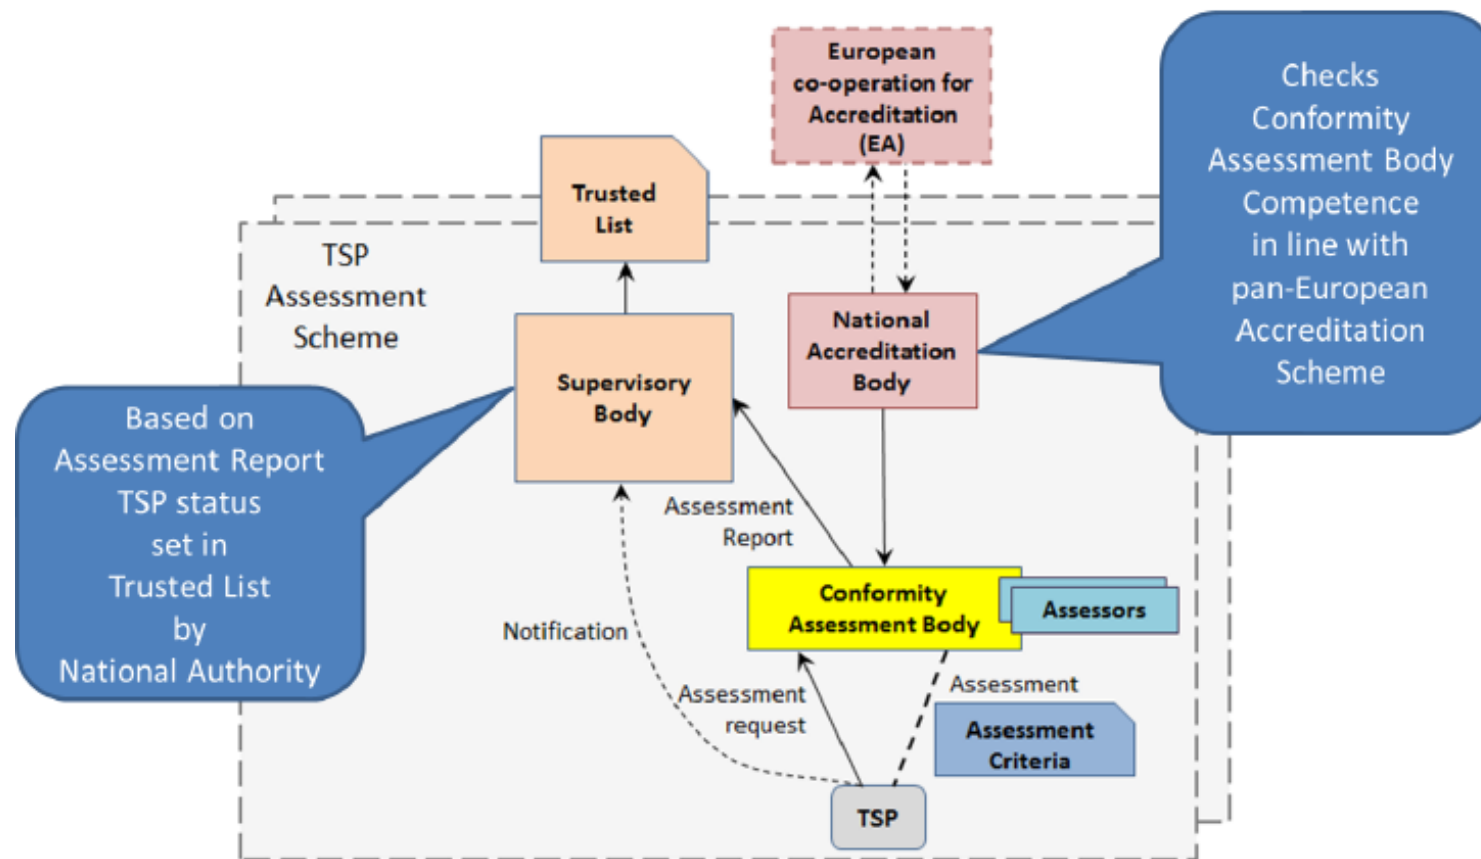 European
co-operation for
Accreditation
(EA)
Checks
Conformity
Assessment Body
Competence
in line with
pan-European
Accreditation
Scheme
Trusted
List
TSP
Assessment
Scheme
National
Accreditation
Body
Supervisory
Body
Based on
Assessment Report
TSP status
set in
Trusted List
by
National Authority
Assessment
Report
Conformity
Assessment Body
Assessors
Notification
Assessment
request
Assessment
Assessment
Criteria
TSP